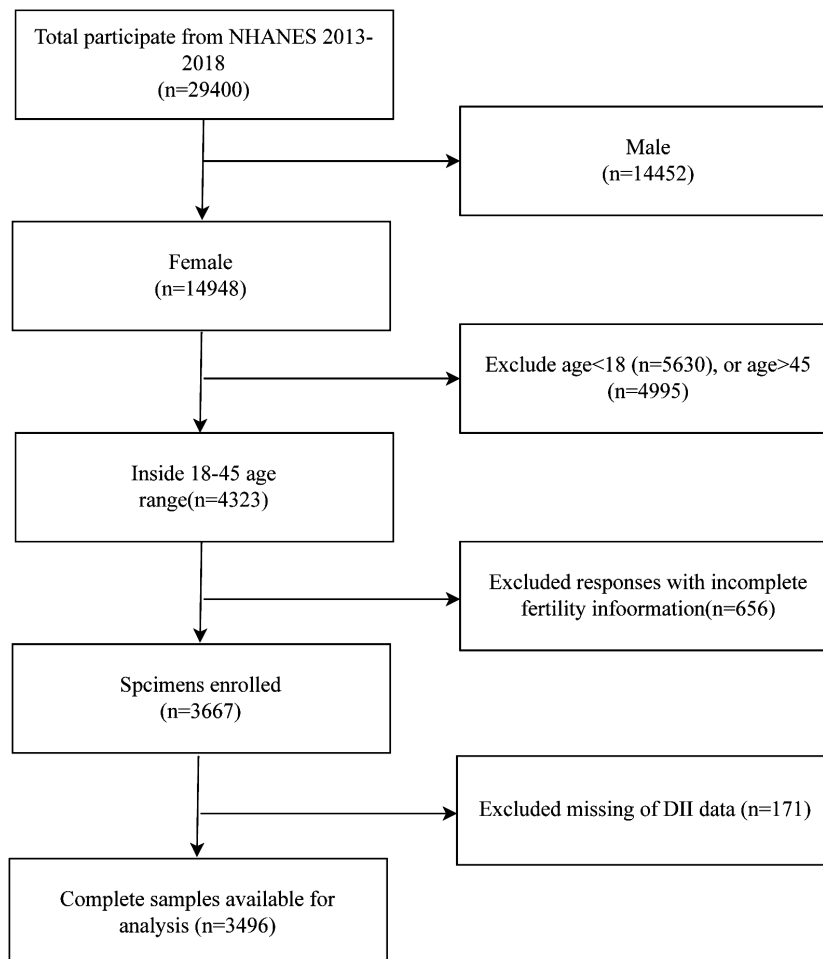 Total participate from NHANES 2013-
2018
(n=29400)
Male
(n=14452)
Female
(n=14948)
Exclude age<18 (n=5630), or age>45
(n=4995)
Inside 18-45 age
range(n=4323)
Excluded responses with incomplete
fertility infoormation(n=656)
Spcimens enrolled
(n=3667)
Excluded missing of DII data (n=171)
Complete samples available for
analysis (n=3496)